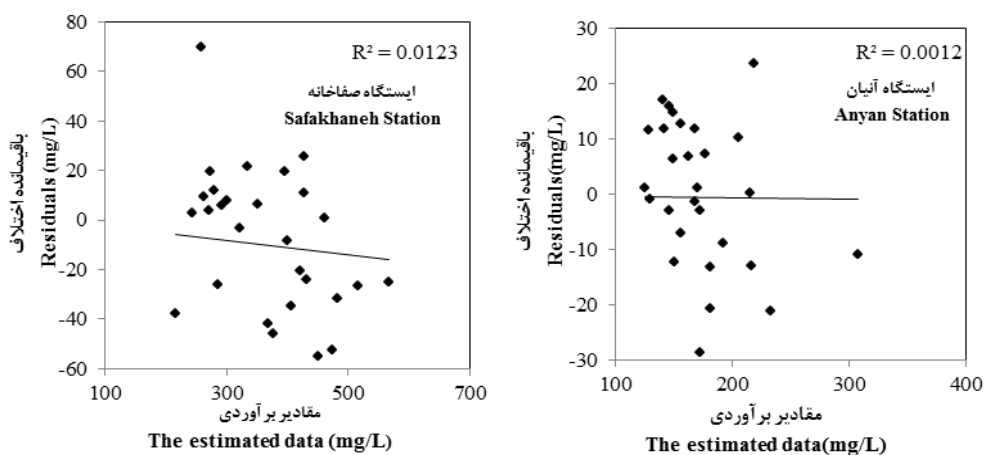 80
60
40
20
0
-20
-40
-60
100
300
500
700
R² = 0.0123
ایستگاه صفاخانه
Safakhaneh Station
باقیمانده اختلاف
Residuals (mg/L)
مقادیر برآوردی
The estimated data (mg/L)
30
20
10
0
-10
-20
-30
100
200
300
400
R² = 0.0012
ایستگاه آنیان
Anyan Station
باقیمانده اختلاف
Residuals(mg/L)
مقادیر برآوردی
The estimated data(mg/L)